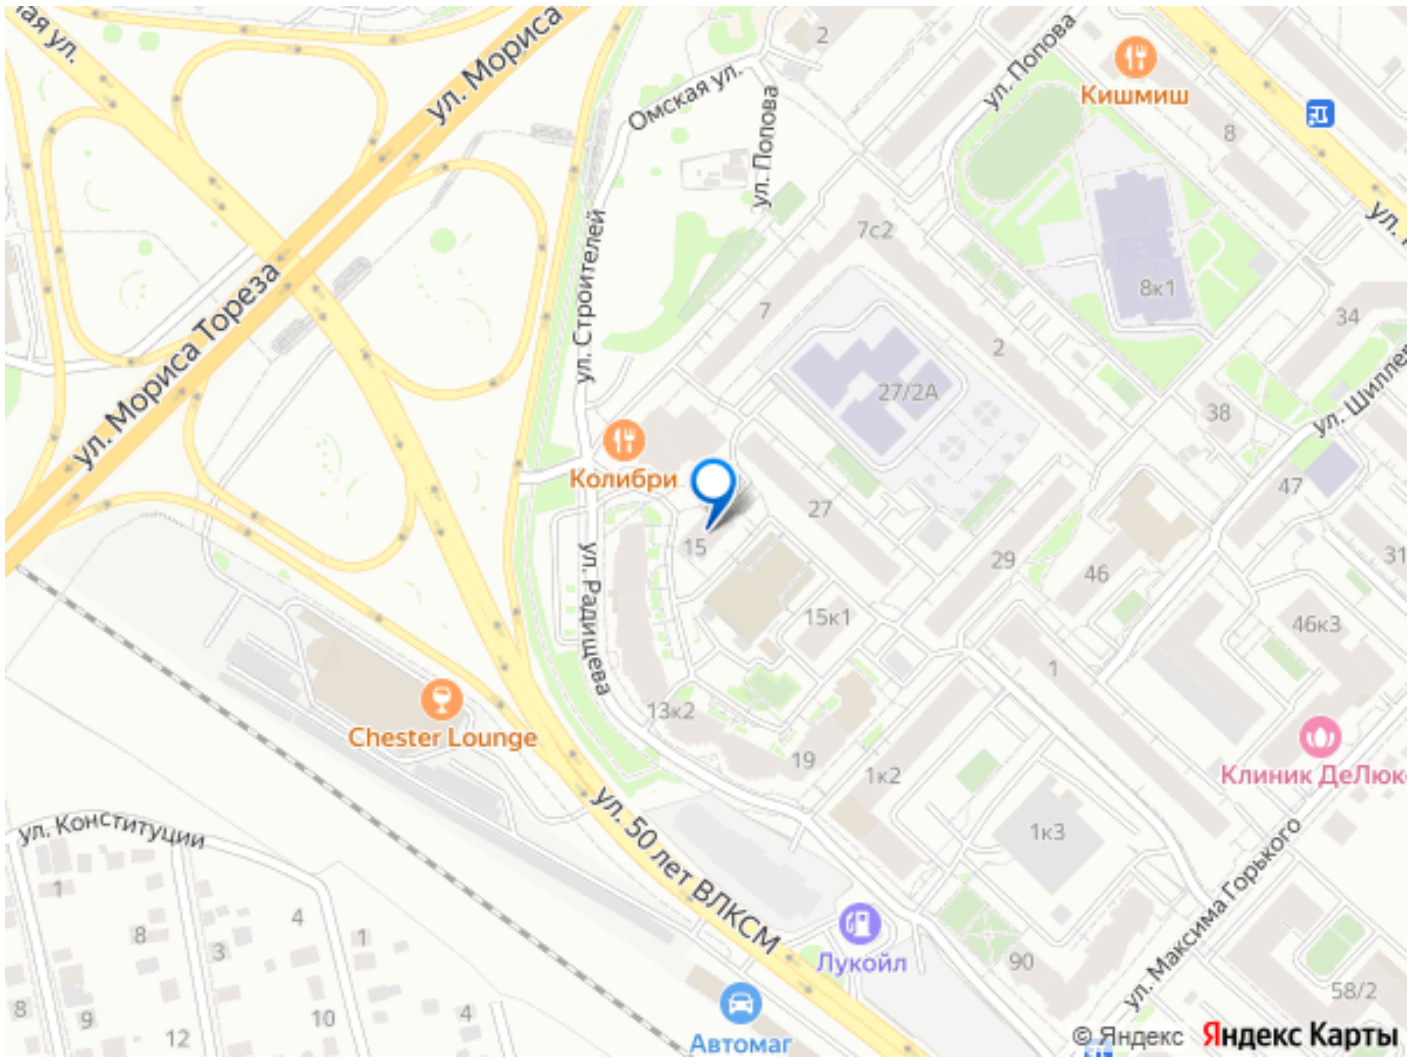 ная ул.
ул. Мориса
Омская ул.
2
ул. Попова
ул. Попова
Кишмиш
8
ул. Строителей
7с2
8к1
34
7
2
27/2А
38
ул. Шиллера
ул. Мориса Тореза
Колибри
15
27
47
29
46
31
15к1
46к3
1
ул. Радищева
13к2
19
1к2
1к3
Chester Lounge
Клиник ДеЛюкс
ул. Конституции
1
4
8
3
1
8
9
12
10
4
ул. 50 лет ВЛКСМ
Лукойл
90
ул. Максима Горького
58/2
Автомаг
© Яндекс Яндекс Карты